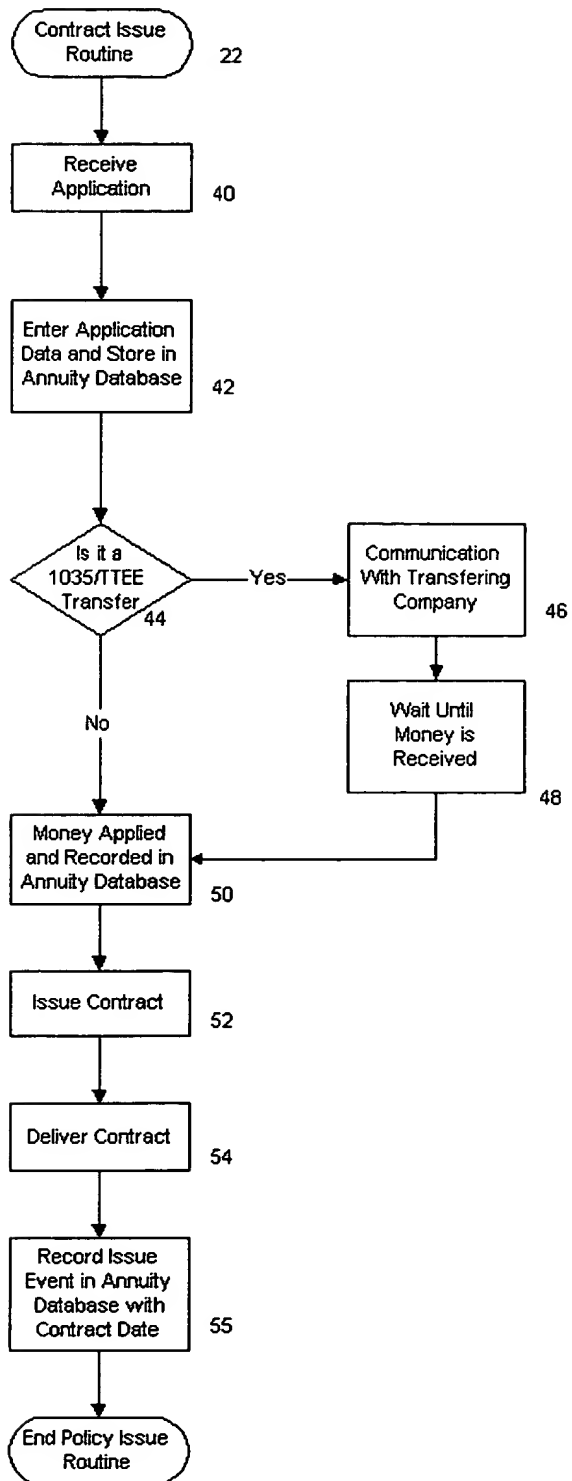 Contract Issue
Routine
22
Receive
Application
40
Enter Application
Data and Store in
Annuity Database
42
Is it a
1035/TTEE
Transfer
44
Yes
Communication
With Transfering
Company
46
Wait Until
Money is
Received
48
No
Money Applied
and Recorded in
Annuity Database
50
Issue Contract
52
Deliver Contract
54
Record Issue
Event in Annuity
Database with
Contract Date
55
End Policy Issue
Routine